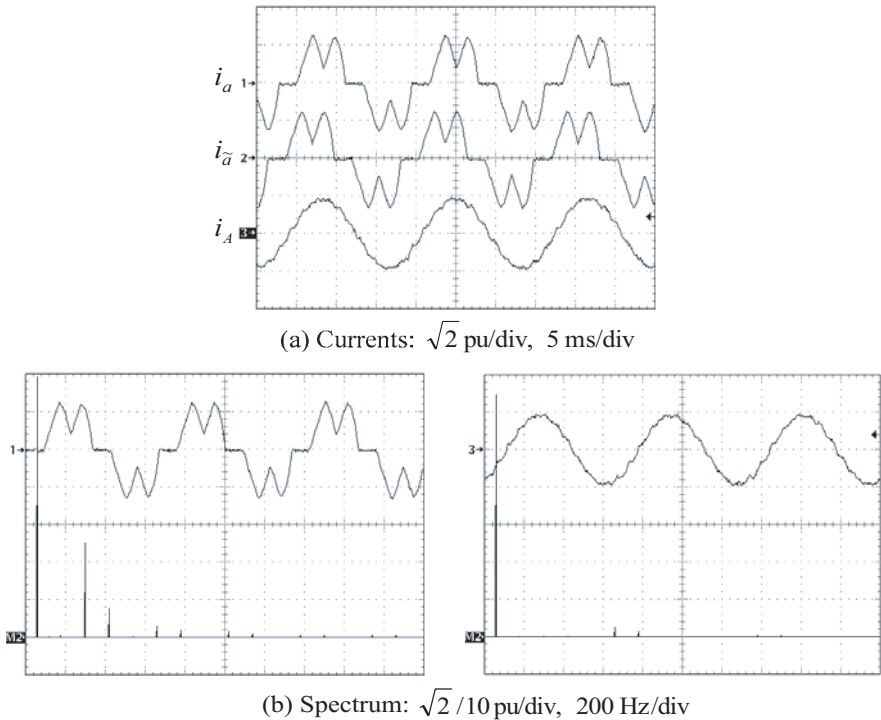 i_a 1→
i_ã 2→
i_A 3→
(a) Currents: √2 pu/div, 5 ms/div
1→ 3→
M2 M2
(b) Spectrum: √2 /10 pu/div, 200 Hz/div